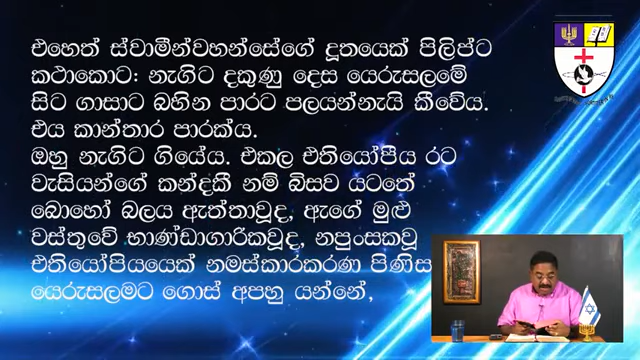 එහෙත් ස්වාමීන්වහන්සේගේ දූතයෙක් පිලිප්ට
කථාකොට: නැගිට දකුණු දෙස යෙරුසලමේ
සිට ගාසාට බහින පාරට පලයන්නැයි කීවේය.
එය කාන්තාර පාරක්ය.
ඔහු නැගිට ගියේය. එකල එතියෝපීය රට
වැසියන්ගේ කන්දකී නම් බිසව යටතේ
බොහෝ බලය ඇත්තාවූද, ඇගේ මුළු
වස්තුවේ භාණ්ඩාගාරිකවූද, නපුංසකවූ
එතියෝපියයෙක් නමස්කාරකරණ පිණිස
යෙරුසලමට ගොස් අපහු යන්නේ,